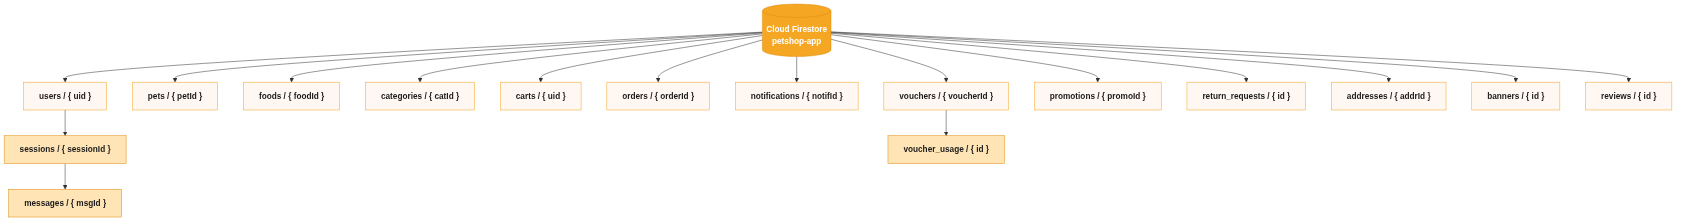 Cloud Firestore
petshop-app
users / { uid }
pets / { petId }
foods / { foodId }
categories / { catId }
carts / { uid }
orders / { orderId }
notifications / { notifId }
vouchers / { voucherId }
promotions / { promoId }
return_requests / { id }
addresses / { addrId }
banners / { id }
reviews / { id }
sessions / { sessionId }
voucher_usage / { id }
messages / { msgId }